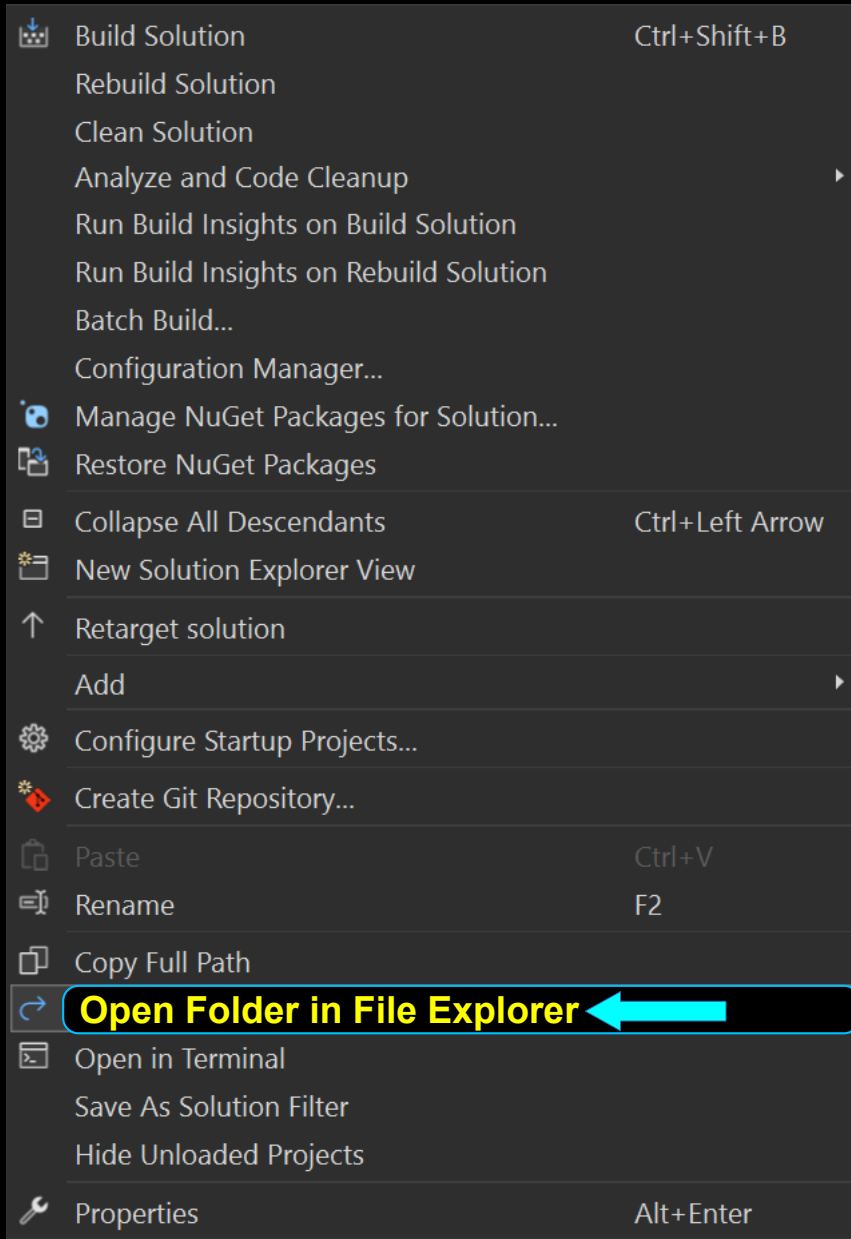 Build Solution Ctrl+Shift+B
Rebuild Solution
Clean Solution
Analyze and Code Cleanup
Run Build Insights on Build Solution
Run Build Insights on Rebuild Solution
Batch Build...
Configuration Manager...
Manage NuGet Packages for Solution...
Restore NuGet Packages
Collapse All Descendants Ctrl+Left Arrow
New Solution Explorer View
Retarget solution
Add
Configure Startup Projects...
Create Git Repository...
Paste Ctrl+V
Rename F2
Copy Full Path
Open Folder in File Explorer
Open in Terminal
Save As Solution Filter
Hide Unloaded Projects
Properties Alt+Enter